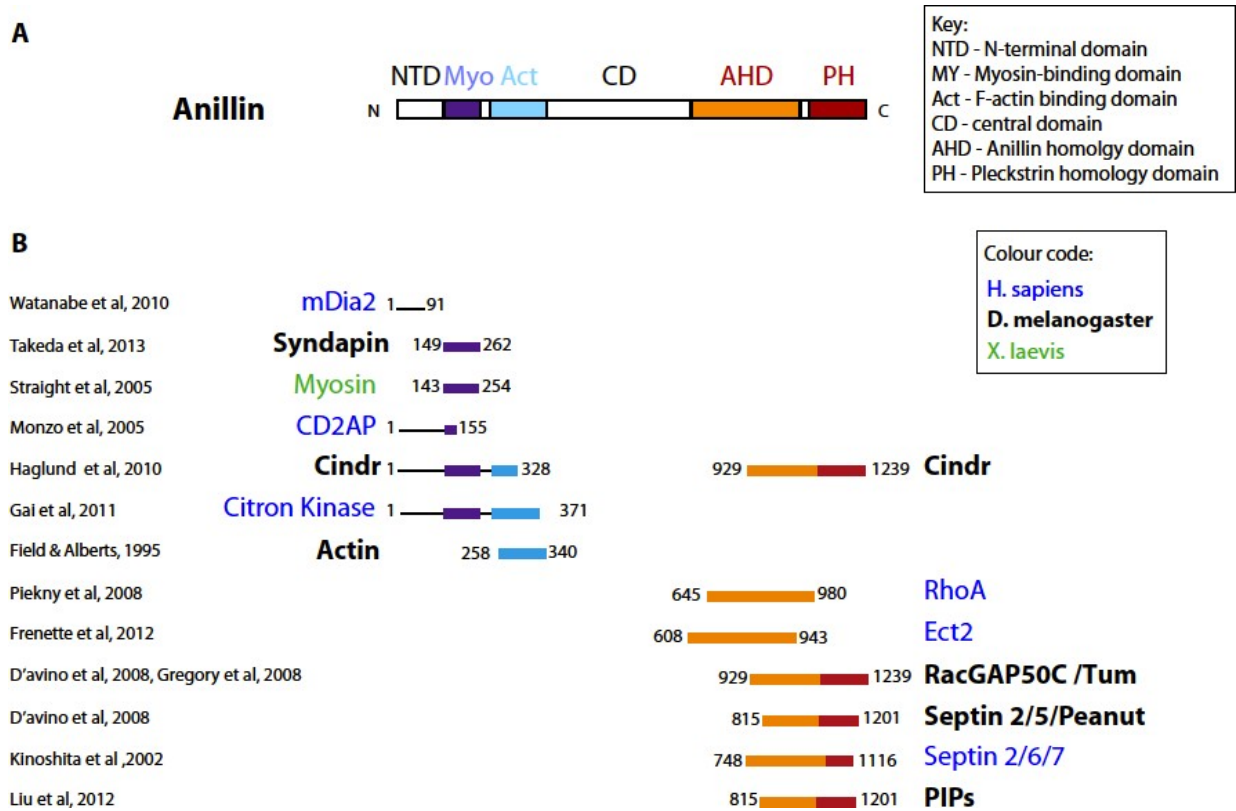 A
Key:
NTD - N-terminal domain
MY - Myosin-binding domain
Act - F-actin binding domain
CD - central domain
AHD - Anillin homolgy domain
PH - Pleckstrin homology domain
NTD Myo Act CD AHD PH
Anillin N C
B
Colour code:
H. sapiens
D. melanogaster
X. laevis
Watanabe et al, 2010 mDia2 1 91
Takeda et al, 2013 Syndapin 149 262
Straight et al, 2005 Myosin 143 254
Monzo et al, 2005 CD2AP 1 155
Haglund et al, 2010 Cindr 1 328 929 1239 Cindr
Gai et al, 2011 Citron Kinase 1 371
Field & Alberts, 1995 Actin 258 340
Piekny et al, 2008 645 980 RhoA
Frenette et al, 2012 608 943 Ect2
D'avino et al, 2008, Gregory et al, 2008 929 1239 RacGAP50C /Tum
D'avino et al, 2008 815 1201 Septin 2/5/Peanut
Kinoshita et al ,2002 748 1116 Septin 2/6/7
Liu et al, 2012 815 1201 PIPs